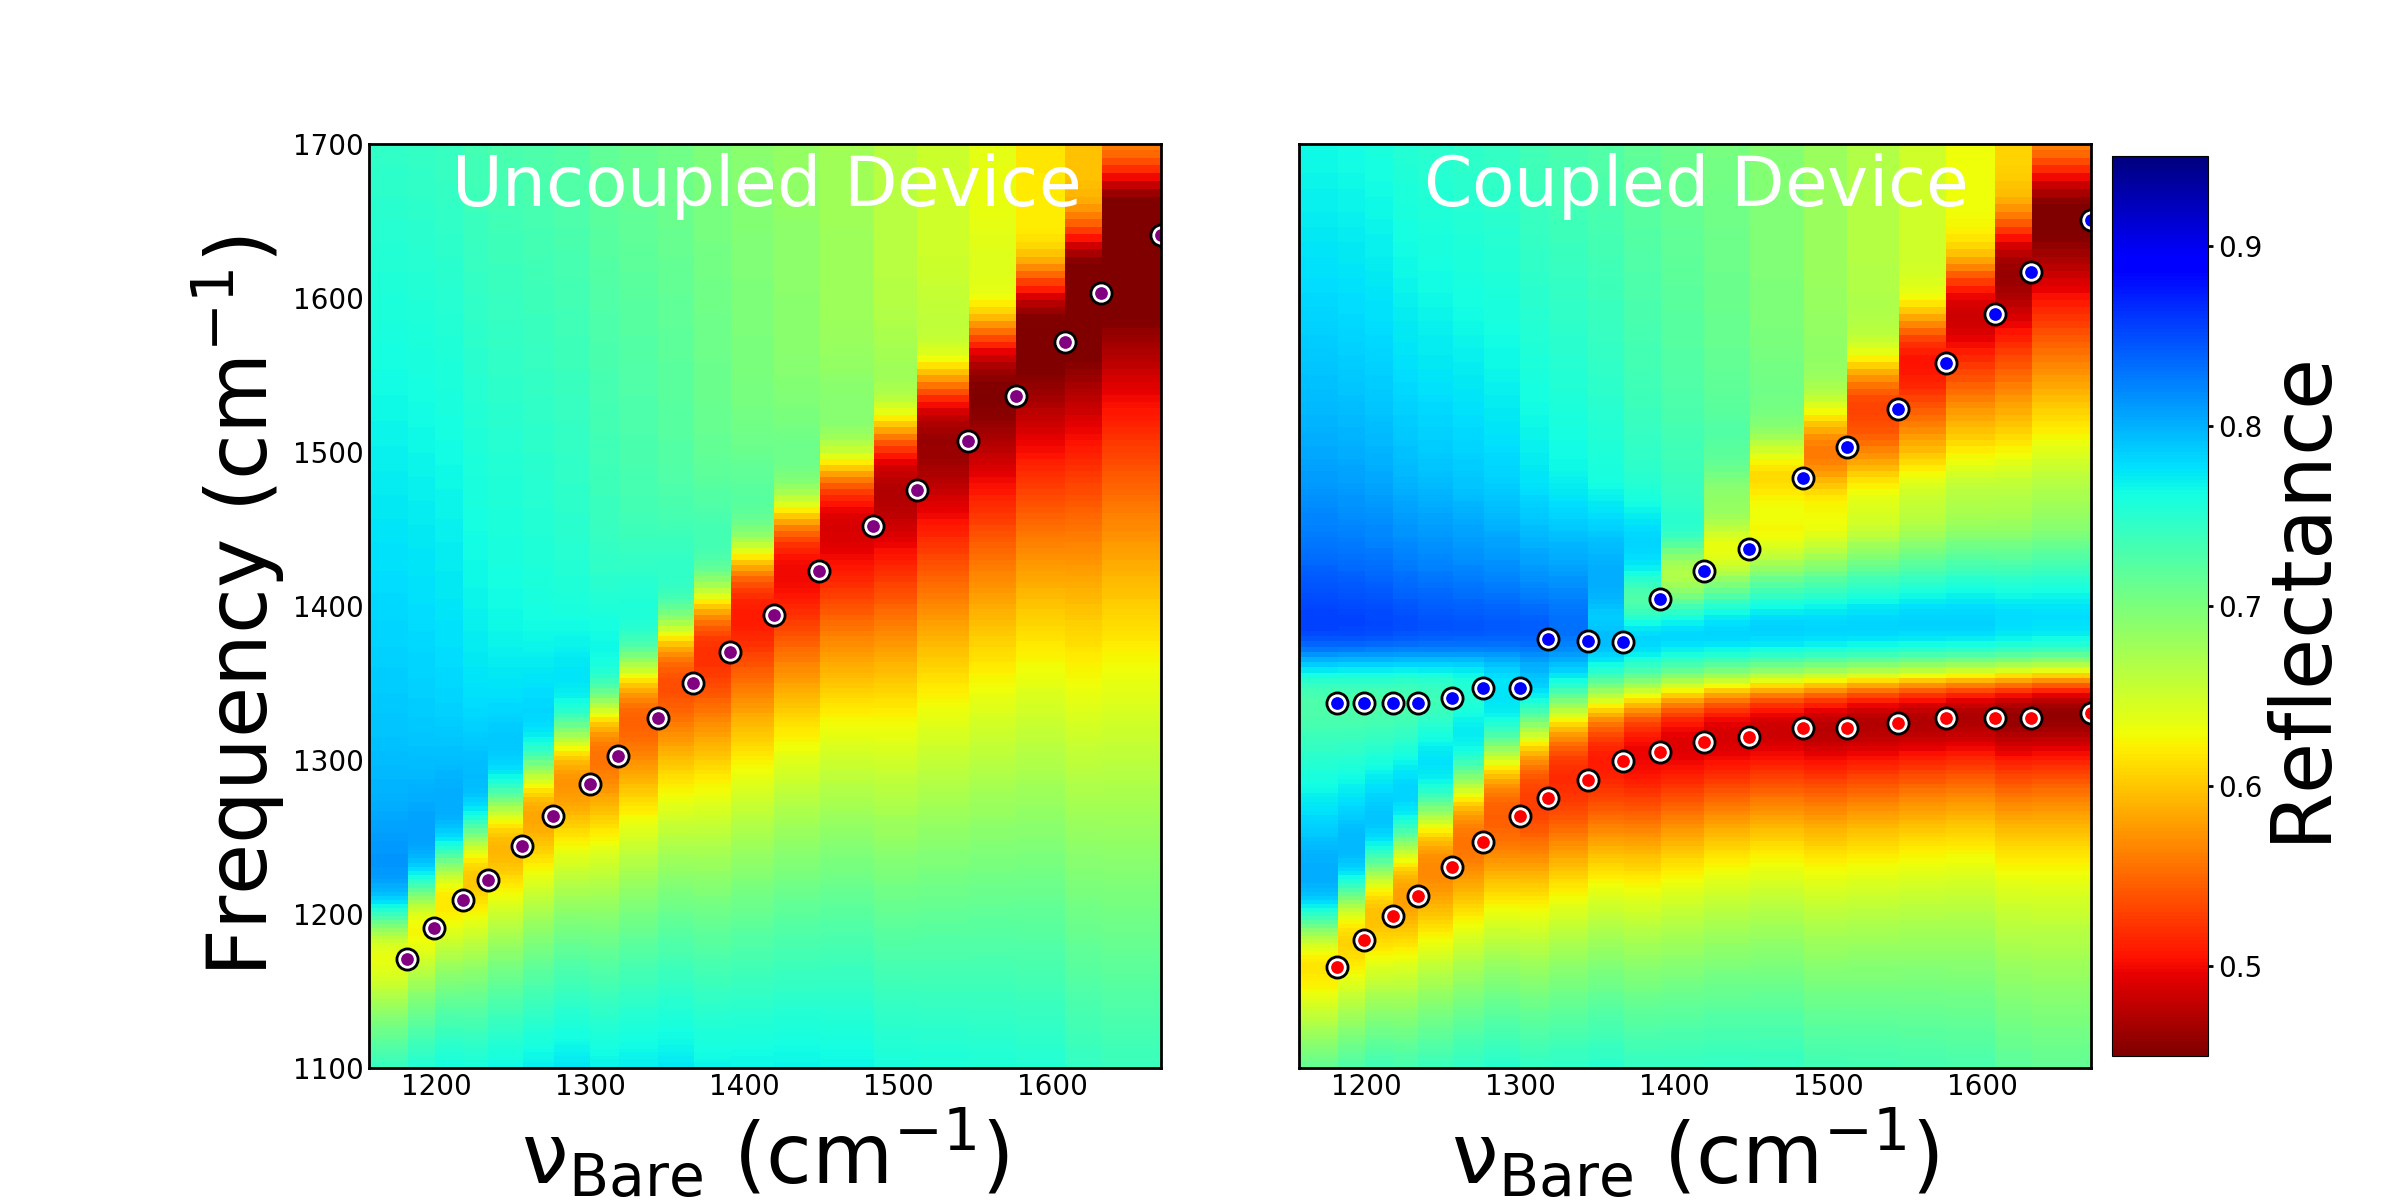 Uncoupled Device
Coupled Device
Frequency (cm⁻¹)
1700
1600
1500
1400
1300
1200
1100
1200 1300 1400 1500 1600
ν_Bare (cm⁻¹)
1200 1300 1400 1500 1600
ν_Bare (cm⁻¹)
0.9
0.8
0.7
0.6
0.5
Reflectance